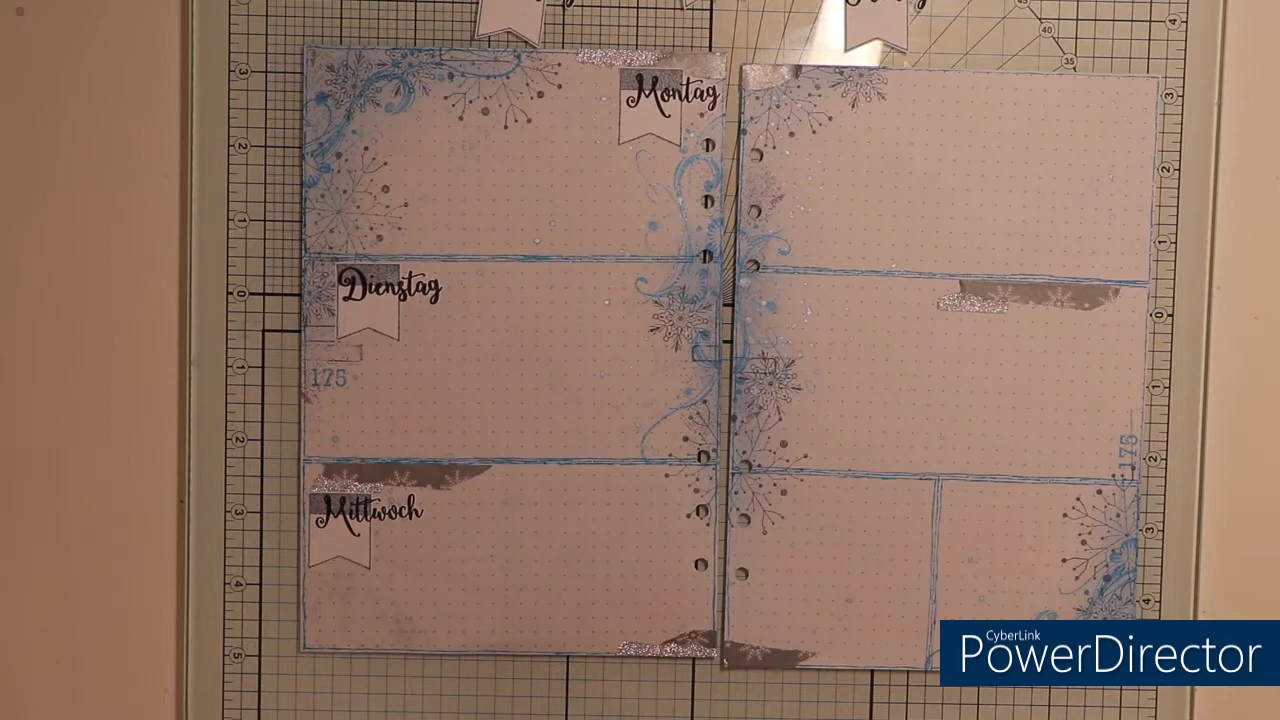 Montag
Dienstag
175
Mittwoch
175
CyberLink
PowerDirector